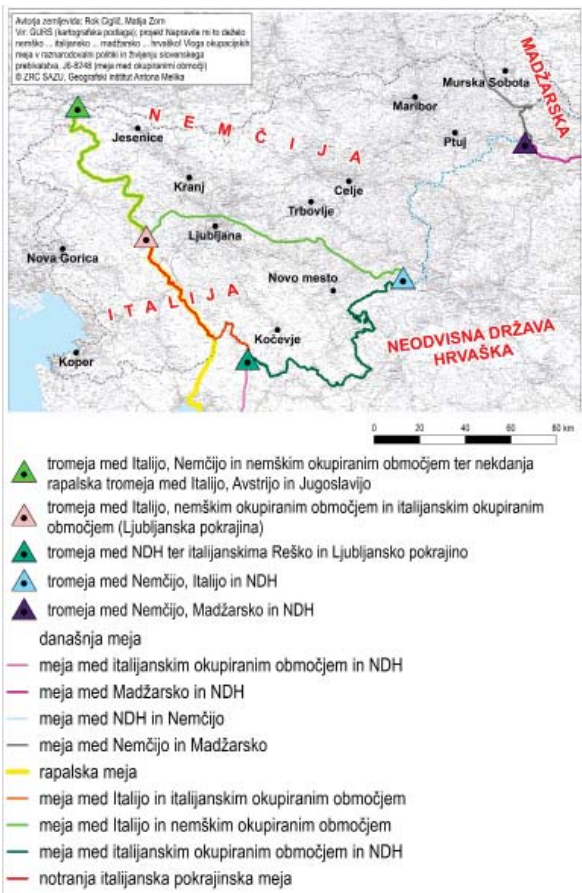 Avtorja zemljevida: Rok Ciglič, Matija Zorn
Vir: GURS (kartografska podlaga); projekt Napravite mi to deželo
nemško ... italijansko ... madžarsko ... hrvaško! Vloga okupacijskih
meja v raznarodovalni politiki in življenju slovenskega
prebivalstva, J6-8248 (meja med okupiranimi območji)
© ZRC SAZU, Geografski inštitut Antona Melika
MADŽARSKA
Murska Sobota
Maribor
NEMČIJA
Jesenice
Ptuj
Kranj
Celje
Trbovlje
Ljubljana
Nova Gorica
Novo mesto
ITALIJA
Kočevje
NEODVISNA DRŽAVA
HRVAŠKA
Koper
0 20 40 60 80 km
tromeja med Italijo, Nemčijo in nemškim okupiranim območjem ter nekdanja
rapalska tromeja med Italijo, Avstrijo in Jugoslavijo
tromeja med Italijo, nemškim okupiranim območjem in italijanskim okupiranim
območjem (Ljubljanska pokrajina)
tromeja med NDH ter italijanskima Reško in Ljubljansko pokrajino
tromeja med Nemčijo, Italijo in NDH
tromeja med Nemčijo, Madžarsko in NDH
današnja meja
meja med italijanskim okupiranim območjem in NDH
meja med Madžarsko in NDH
meja med NDH in Nemčijo
meja med Nemčijo in Madžarsko
rapalska meja
meja med Italijo in italijanskim okupiranim območjem
meja med Italijo in nemškim okupiranim območjem
meja med italijanskim okupiranim območjem in NDH
notranja italijanska pokrajinska meja